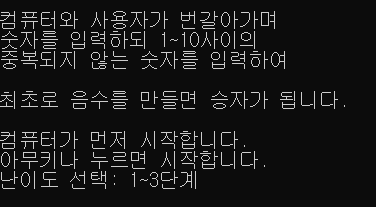 컴퓨터와 사용자가 번갈아가며
숫자를 입력하되 1~10사이의
중복되지 않는 숫자를 입력하여
최초로 음수를 만들면 승자가 됩니다.
컴퓨터가 먼저 시작합니다.
아무키나 누르면 시작합니다.
난이도 선택: 1~3단계